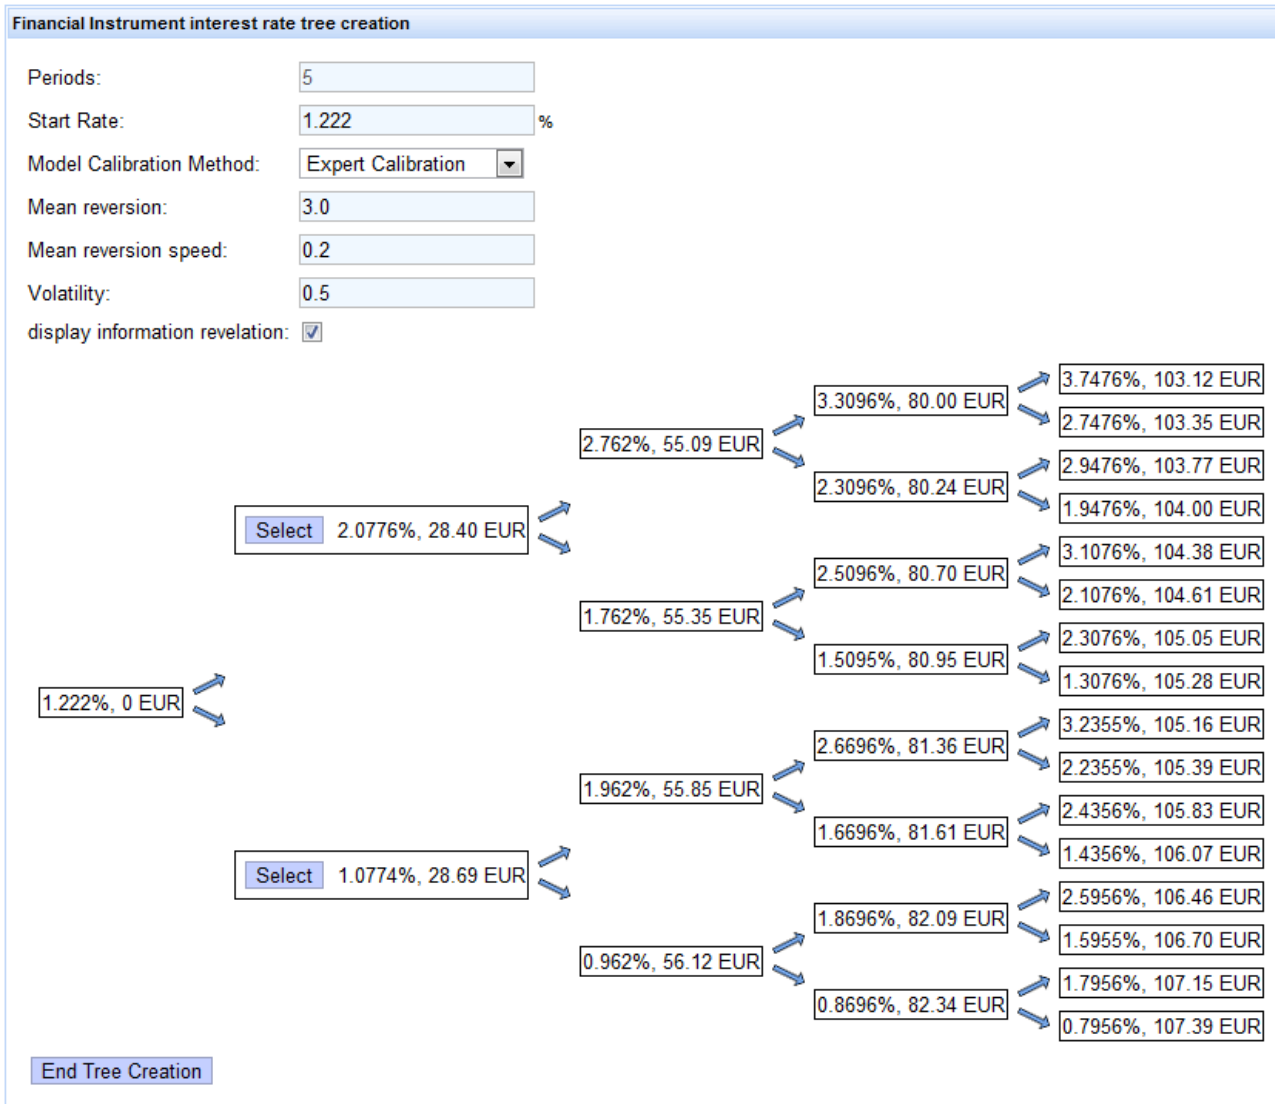 Financial Instrument interest rate tree creation
Periods: 5
Start Rate: 1.222 %
Model Calibration Method: Expert Calibration
Mean reversion: 3.0
Mean reversion speed: 0.2
Volatility: 0.5
display information revelation:
3.7476%, 103.12 EUR
3.3096%, 80.00 EUR
2.7476%, 103.35 EUR
2.762%, 55.09 EUR
2.9476%, 103.77 EUR
2.3096%, 80.24 EUR
1.9476%, 104.00 EUR
Select 2.0776%, 28.40 EUR
3.1076%, 104.38 EUR
2.5096%, 80.70 EUR
2.1076%, 104.61 EUR
1.762%, 55.35 EUR
2.3076%, 105.05 EUR
1.5095%, 80.95 EUR
1.3076%, 105.28 EUR
1.222%, 0 EUR
3.2355%, 105.16 EUR
2.6696%, 81.36 EUR
2.2355%, 105.39 EUR
1.962%, 55.85 EUR
2.4356%, 105.83 EUR
1.6696%, 81.61 EUR
1.4356%, 106.07 EUR
Select 1.0774%, 28.69 EUR
2.5956%, 106.46 EUR
1.8696%, 82.09 EUR
1.5955%, 106.70 EUR
0.962%, 56.12 EUR
1.7956%, 107.15 EUR
0.8696%, 82.34 EUR
0.7956%, 107.39 EUR
End Tree Creation